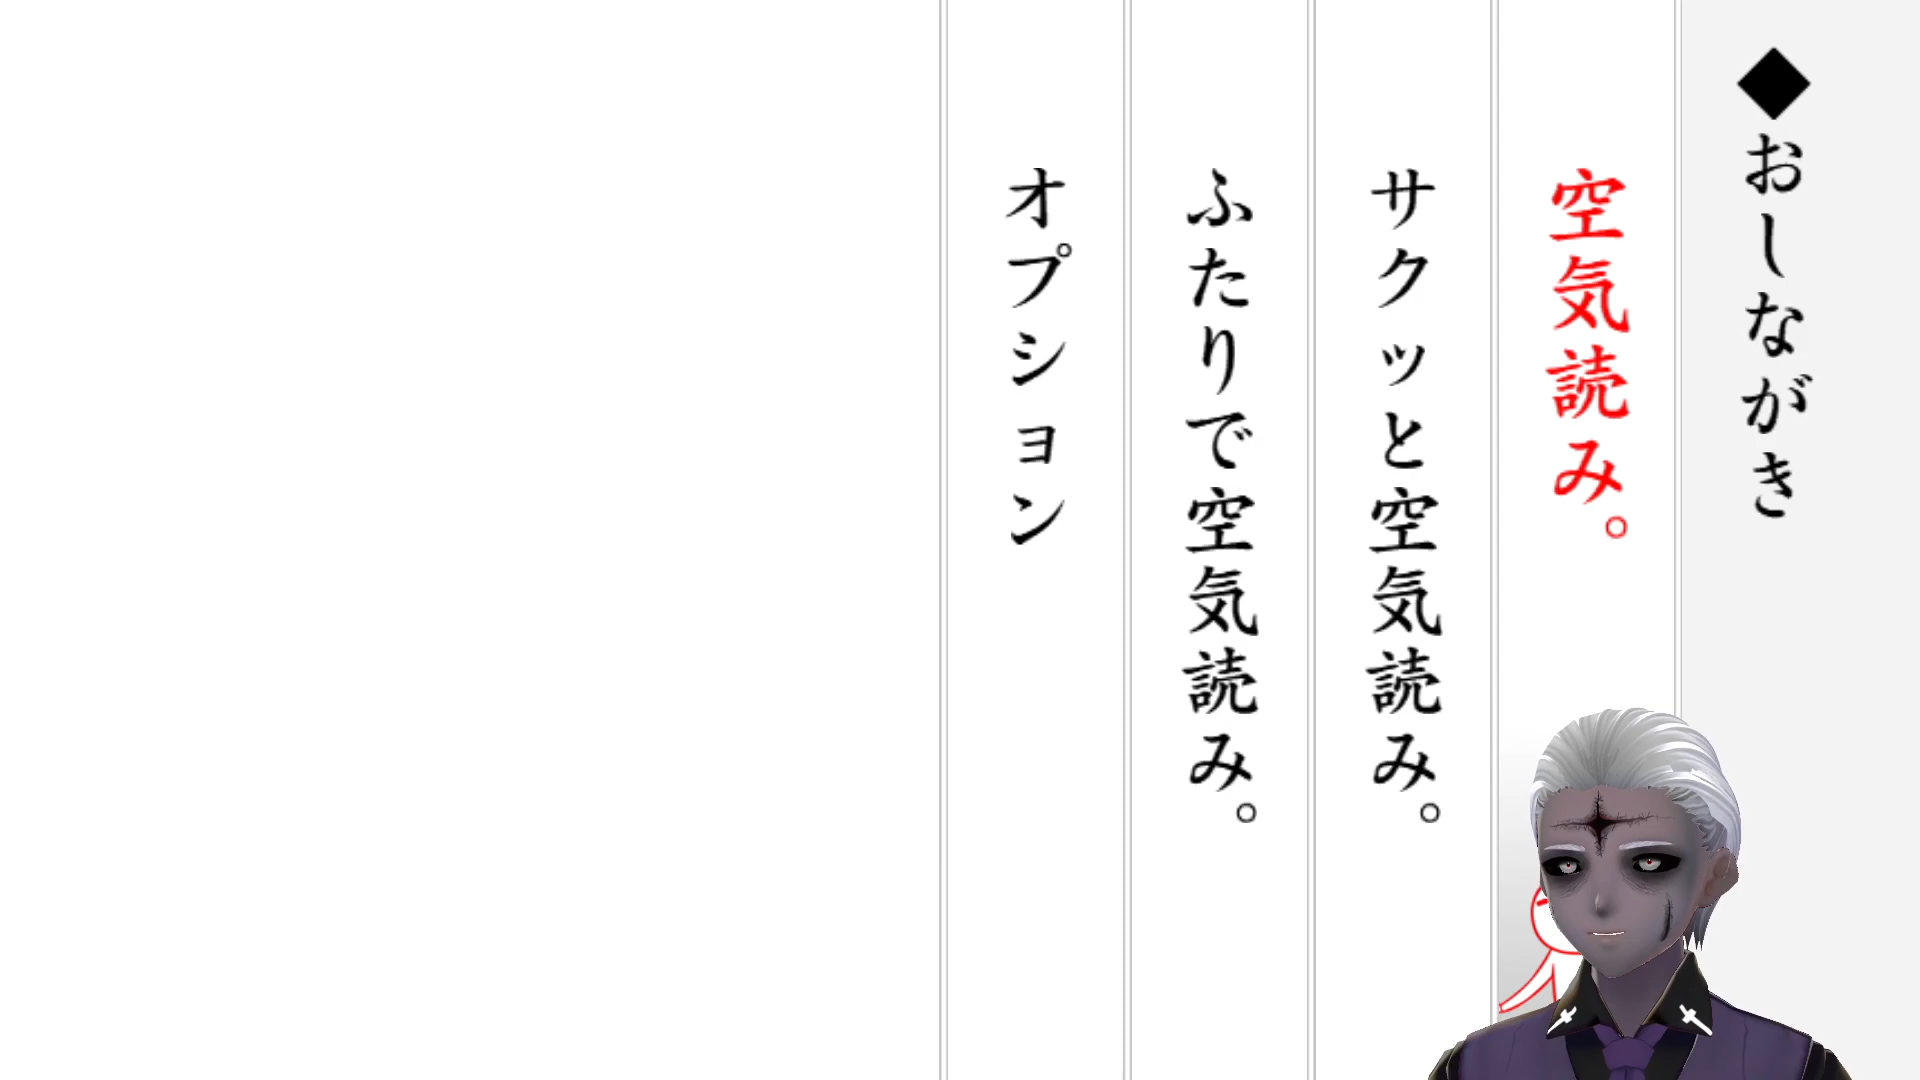 ◆おしながき
空気読み。
サクッと空気読み。
ふたりで空気読み。
オプション